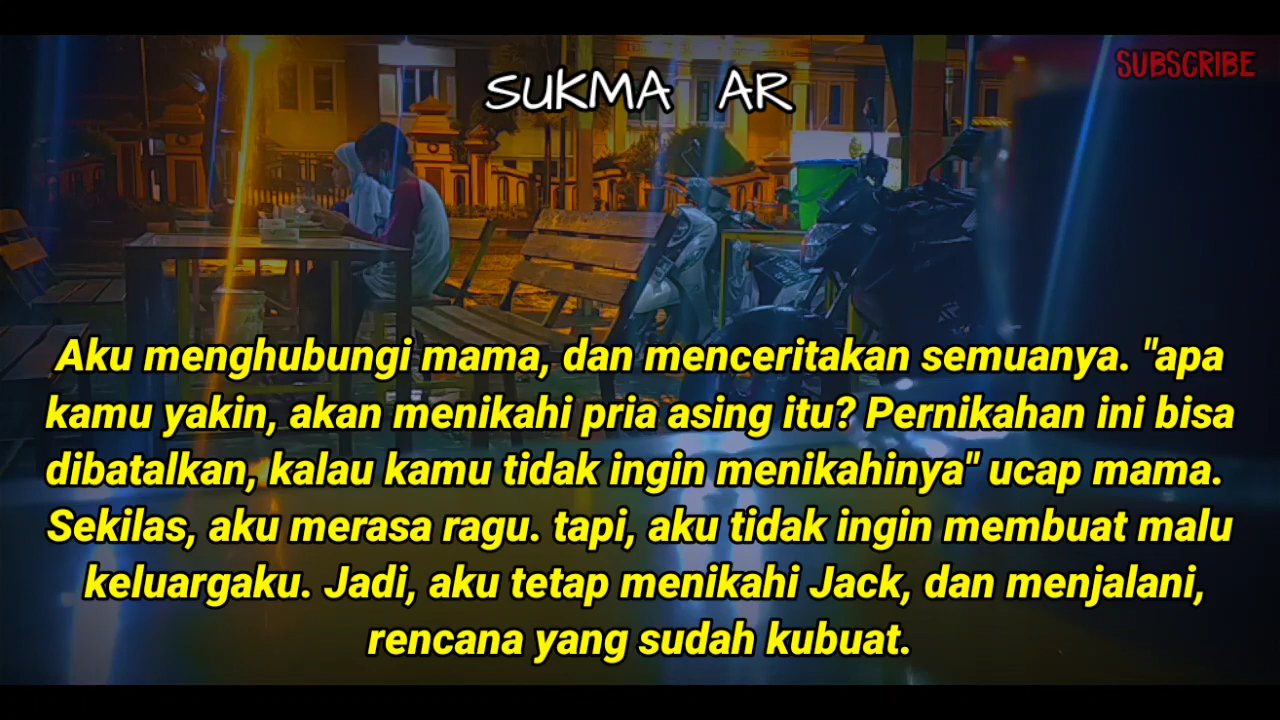 SUBSCRIBE
SUKMA AR
Aku menghubungi mama, dan menceritakan semuanya. "apa
kamu yakin, akan menikahi pria asing itu? Pernikahan ini bisa
dibatalkan, kalau kamu tidak ingin menikahinya" ucap mama.
Sekilas, aku merasa ragu. tapi, aku tidak ingin membuat malu
keluargaku. Jadi, aku tetap menikahi Jack, dan menjalani,
rencana yang sudah kubuat.